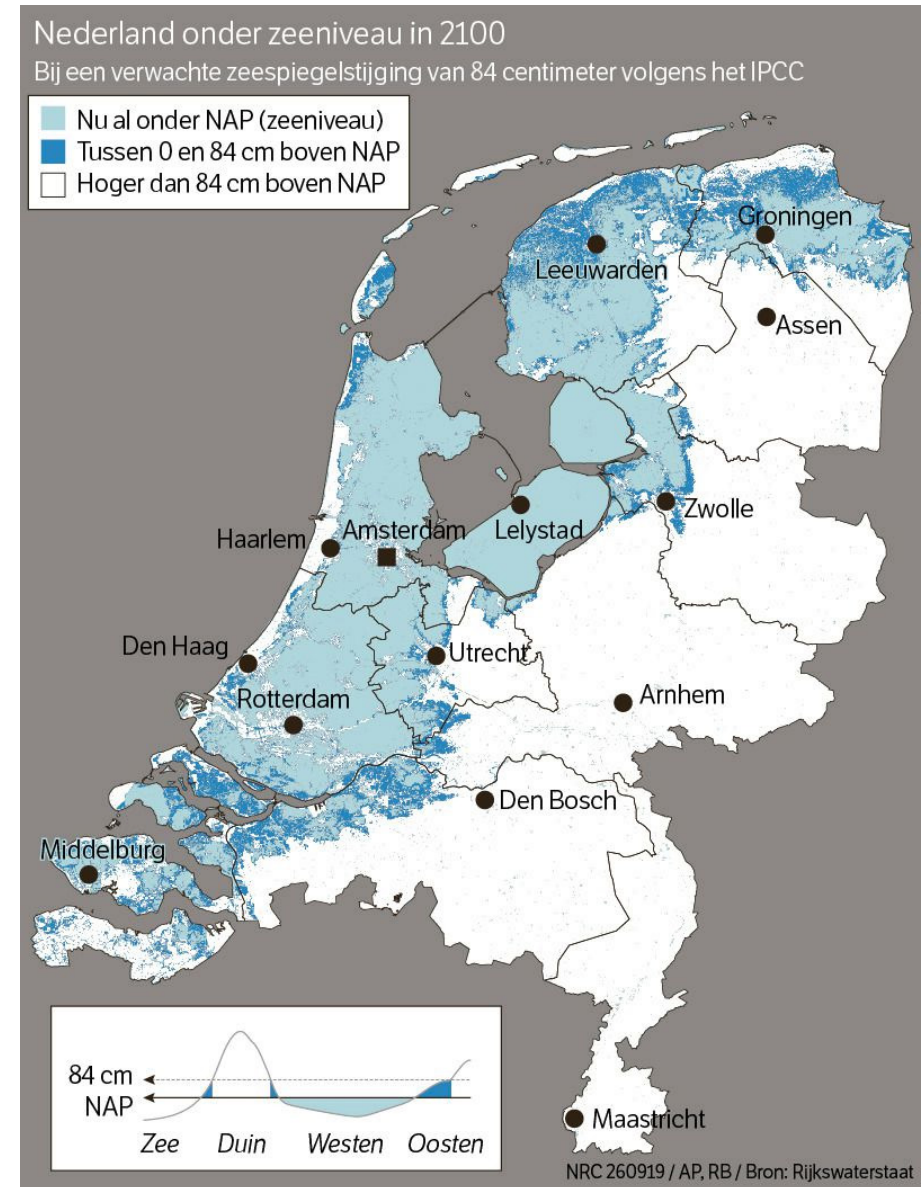 Nederland onder zeeniveau in 2100
Bij een verwachte zeespiegelstijging van 84 centimeter volgens het IPCC
Nu al onder NAP (zeeniveau)
Tussen 0 en 84 cm boven NAP
Hoger dan 84 cm boven NAP
Groningen
Leeuwarden
Assen
Zwolle
Lelystad
Amsterdam
Haarlem
Den Haag
Utrecht
Rotterdam
Arnhem
Den Bosch
Middelburg
Maastricht
84 cm
NAP
Zee Duin Westen Oosten
NRC 260919 / AP, RB / Bron: Rijkswaterstaat